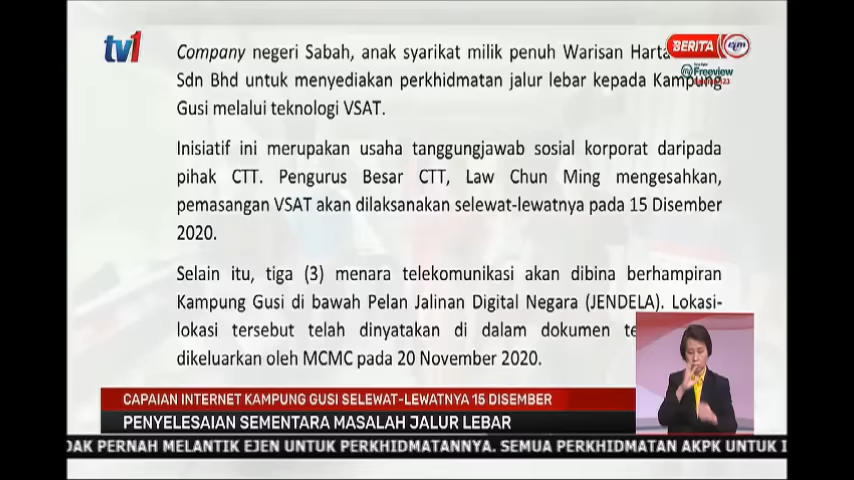 tv1
BERITA rtm
Company negeri Sabah, anak syarikat milik penuh Warisan Harta
myFreeview
Sdn Bhd untuk menyediakan perkhidmatan jalur lebar kepada Kampung
Gusi melalui teknologi VSAT.
Inisiatif ini merupakan usaha tanggungjawab sosial korporat daripada
pihak CTT. Pengurus Besar CTT, Law Chun Ming mengesahkan,
pemasangan VSAT akan dilaksanakan selewat-lewatnya pada 15 Disember
2020.
Selain itu, tiga (3) menara telekomunikasi akan dibina berhampiran
Kampung Gusi di bawah Pelan Jalinan Digital Negara (JENDELA). Lokasi-
lokasi tersebut telah dinyatakan di dalam dokumen
dikeluarkan oleh MCMC pada 20 November 2020.
CAPAIAN INTERNET KAMPUNG GUSI SELEWAT-LEWATNYA 15 DISEMBER
PENYELESAIAN SEMENTARA MASALAH JALUR LEBAR
DAK PERNAH MELANTIK EJEN UNTUK PERKHIDMATANNYA. SEMUA PERKHIDMATAN AKPK UNTUK